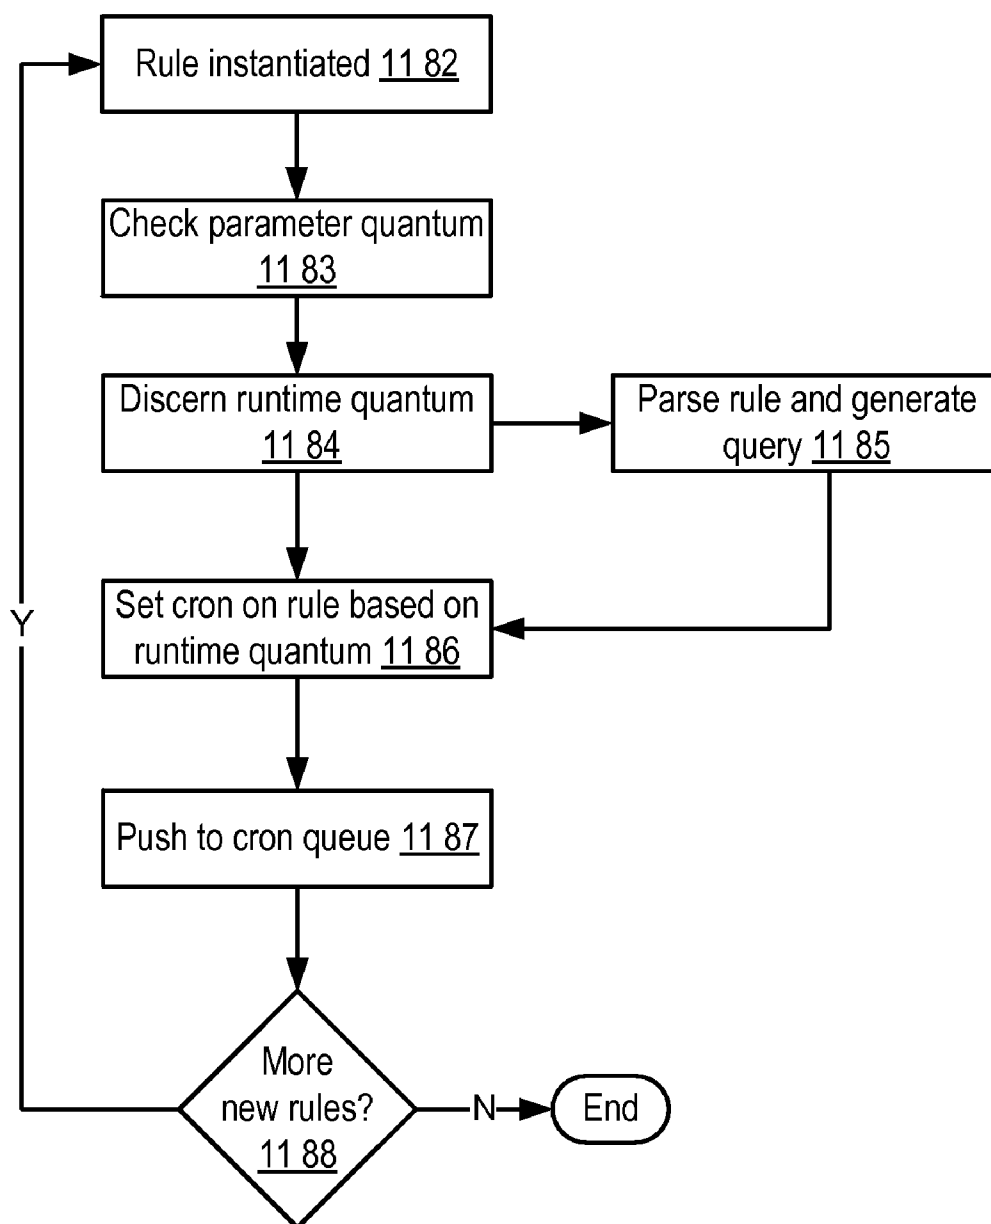 Rule instantiated 11 82
Check parameter quantum
11 83
Discern runtime quantum
11 84
Parse rule and generate
query 11 85
Set cron on rule based on
runtime quantum 11 86
Y
Push to cron queue 11 87
More
new rules?
11 88
N
End